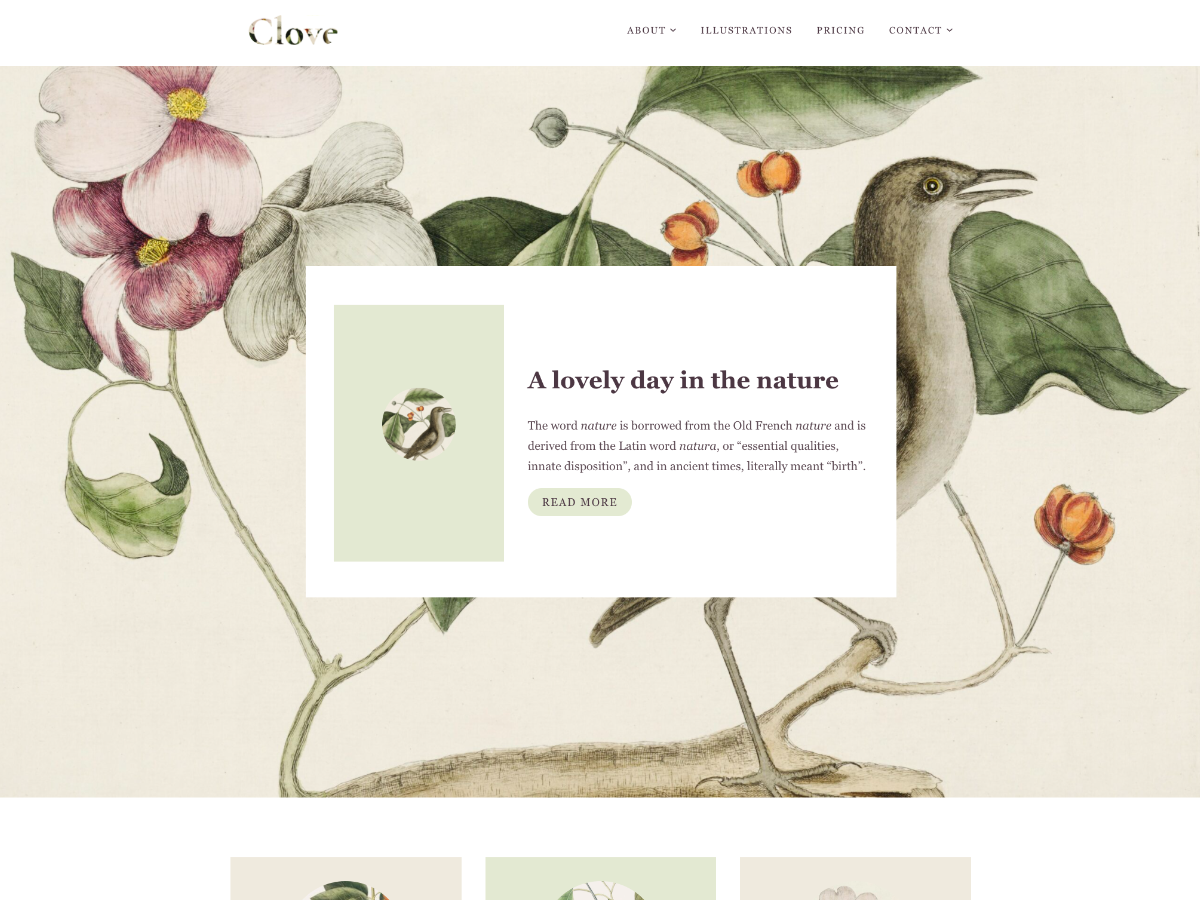 Clove
ABOUT
ILLUSTRATIONS
PRICING
CONTACT
A lovely day in the nature
The word nature is borrowed from the Old French nature and is
derived from the Latin word natura, or “essential qualities,
innate disposition”, and in ancient times, literally meant “birth”.
READ MORE